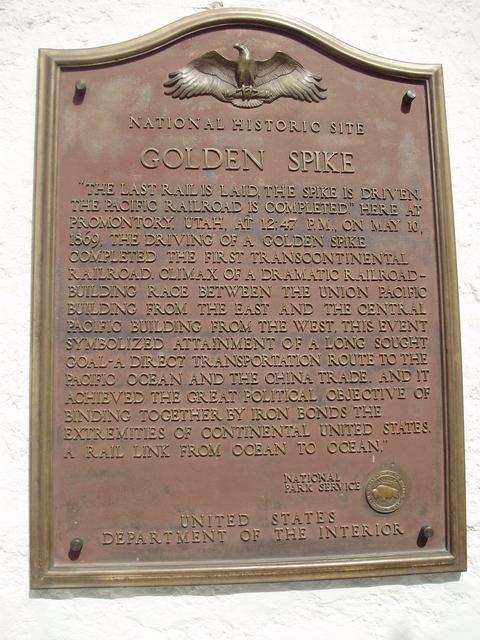 NATIONAL HISTORIC SITE
GOLDEN SPIKE
"THE LAST RAIL IS LAID, THE SPIKE IS DRIVEN,
THE PACIFIC RAILROAD IS COMPLETED." HERE AT
PROMONTORY, UTAH, AT 12:47 P.M., ON MAY 10,
1869, THE DRIVING OF A GOLDEN SPIKE
COMPLETED THE FIRST TRANSCONTINENTAL
RAILROAD. CLIMAX OF A DRAMATIC RAILROAD-
BUILDING RACE BETWEEN THE UNION PACIFIC
BUILDING FROM THE EAST AND THE CENTRAL
PACIFIC BUILDING FROM THE WEST, THIS EVENT
SYMBOLIZED ATTAINMENT OF A LONG SOUGHT
GOAL-A DIRECT TRANSPORTATION ROUTE TO THE
PACIFIC OCEAN AND THE CHINA TRADE. AND IT
ACHIEVED THE GREAT POLITICAL OBJECTIVE OF
BINDING TOGETHER BY IRON BONDS THE
EXTREMITIES OF CONTINENTAL UNITED STATES,
A RAIL LINK FROM OCEAN TO OCEAN."
NATIONAL
PARK SERVICE
UNITED STATES
DEPARTMENT OF THE INTERIOR